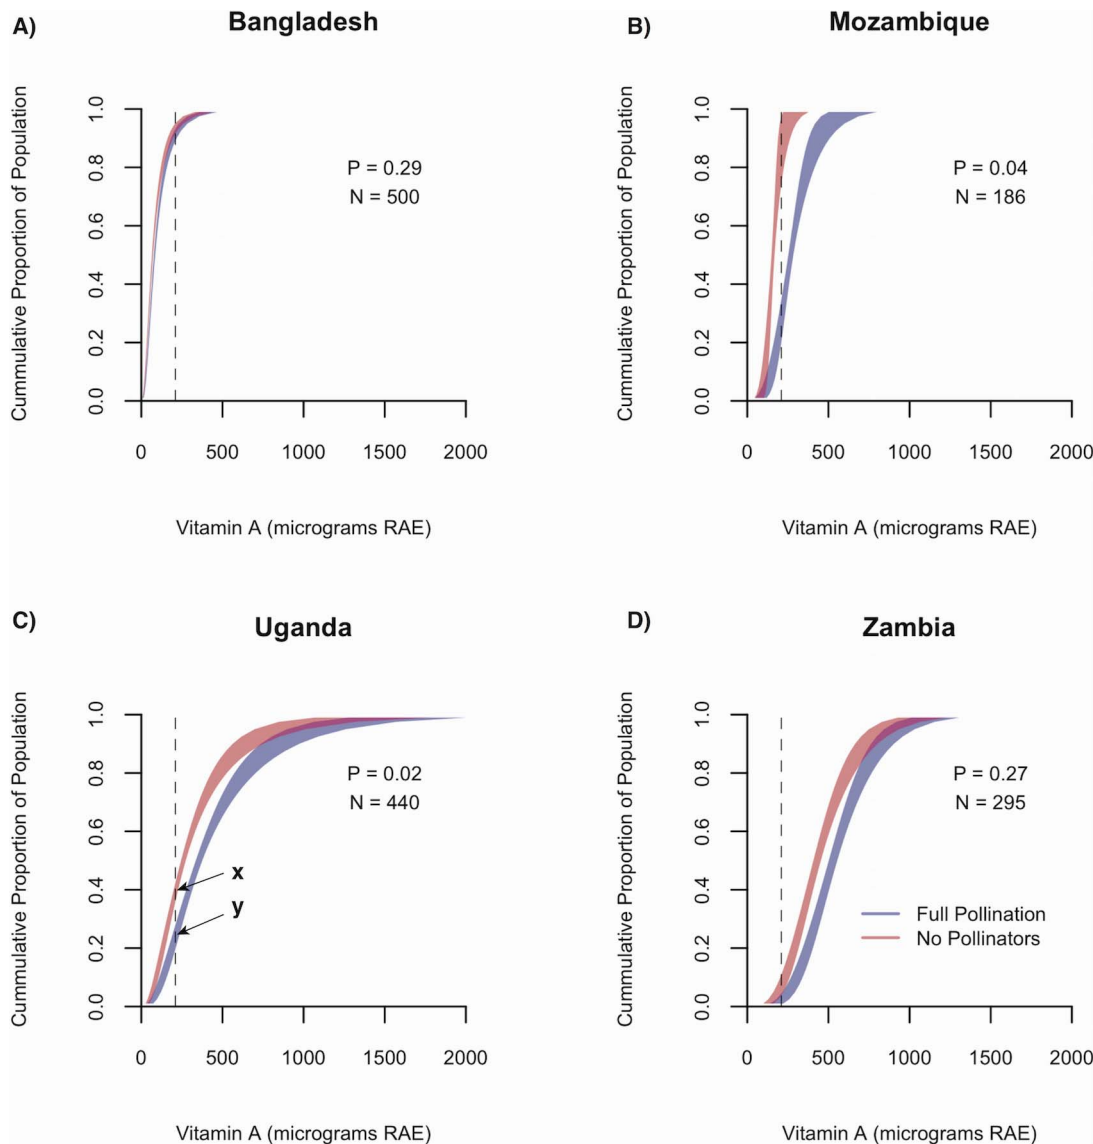 A)
Bangladesh
Cummulative Proportion of Population
0.0 0.2 0.4 0.6 0.8 1.0
P = 0.29
N = 500
0 500 1000 1500 2000
Vitamin A (micrograms RAE)
B)
Mozambique
Cummulative Proportion of Population
0.0 0.2 0.4 0.6 0.8 1.0
P = 0.04
N = 186
0 500 1000 1500 2000
Vitamin A (micrograms RAE)
C)
Uganda
Cummulative Proportion of Population
0.0 0.2 0.4 0.6 0.8 1.0
P = 0.02
N = 440
x
y
0 500 1000 1500 2000
Vitamin A (micrograms RAE)
D)
Zambia
Cummulative Proportion of Population
0.0 0.2 0.4 0.6 0.8 1.0
P = 0.27
N = 295
Full Pollination
No Pollinators
0 500 1000 1500 2000
Vitamin A (micrograms RAE)